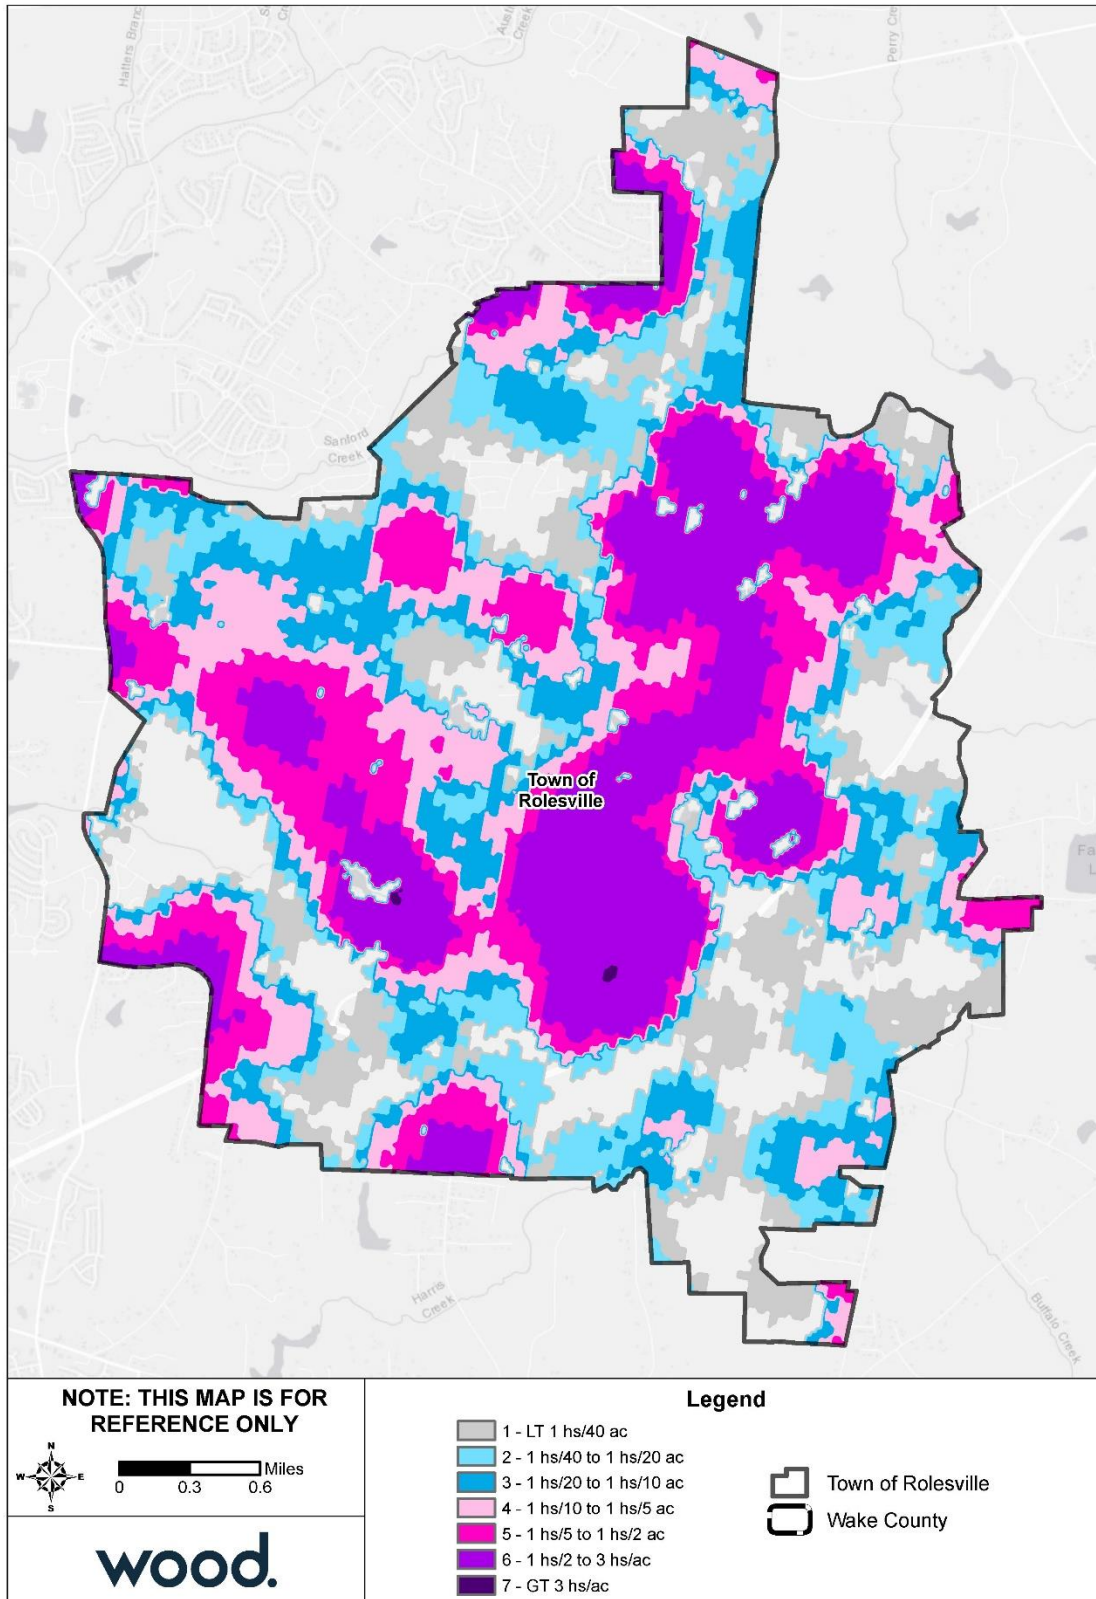 Hatters Branch
Creek
Perry Cree
Sanford
Creek
Town of
Rolesville
Harris
Creek
Buffalo Creek
NOTE: THIS MAP IS FOR
REFERENCE ONLY
N
W E
S
Miles
0 0.3 0.6
wood.
Legend
1 - LT 1 hs/40 ac
2 - 1 hs/40 to 1 hs/20 ac
3 - 1 hs/20 to 1 hs/10 ac
4 - 1 hs/10 to 1 hs/5 ac
5 - 1 hs/5 to 1 hs/2 ac
6 - 1 hs/2 to 3 hs/ac
7 - GT 3 hs/ac
Town of Rolesville
Wake County